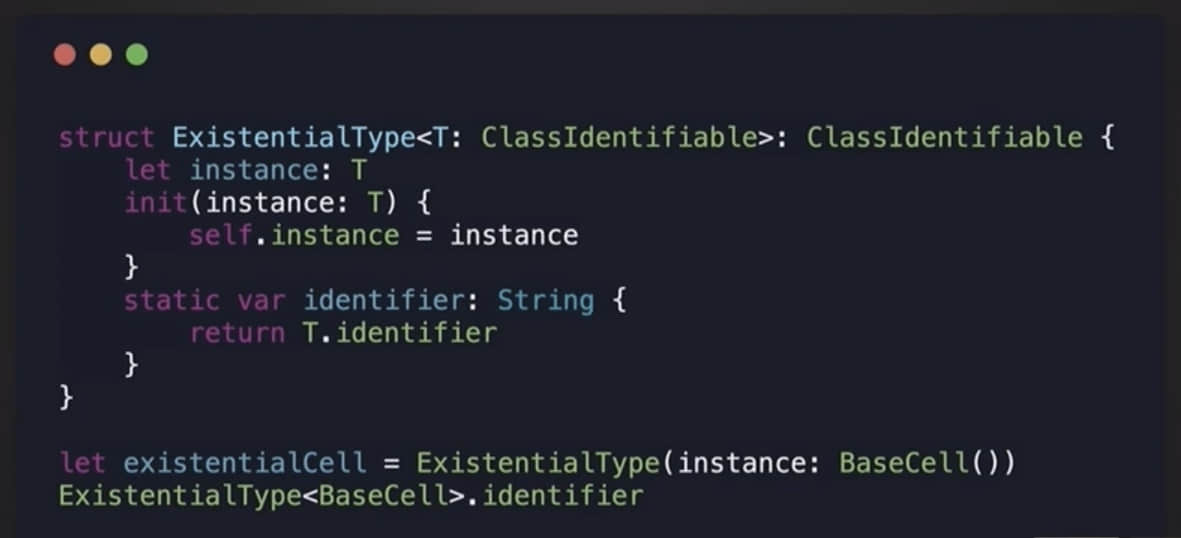 struct ExistentialType<T: ClassIdentifiable>: ClassIdentifiable {
    let instance: T
    init(instance: T) {
        self.instance = instance
    }
    static var identifier: String {
        return T.identifier
    }
}
let existentialCell = ExistentialType(instance: BaseCell())
ExistentialType<BaseCell>.identifier